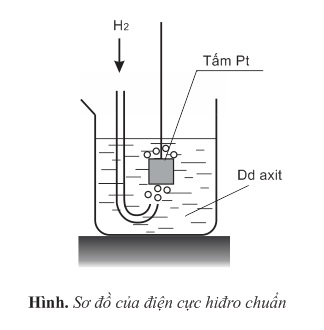 H2
Tấm Pt
Dd axit
Hình. Sơ đồ của điện cực hiđro chuẩn